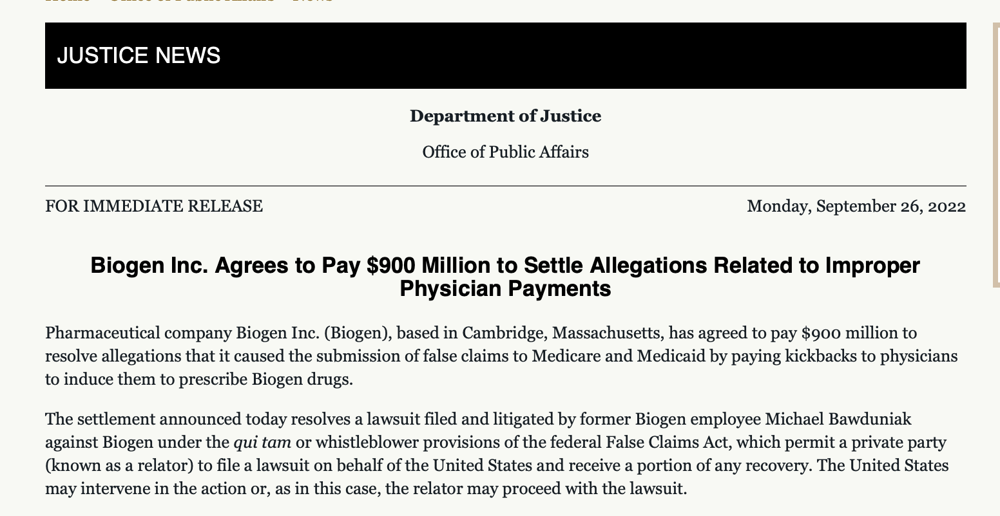 JUSTICE NEWS
Department of Justice
Office of Public Affairs
FOR IMMEDIATE RELEASE
Monday, September 26, 2022
Biogen Inc. Agrees to Pay $900 Million to Settle Allegations Related to Improper
Physician Payments
Pharmaceutical company Biogen Inc. (Biogen), based in Cambridge, Massachusetts, has agreed to pay $900 million to
resolve allegations that it caused the submission of false claims to Medicare and Medicaid by paying kickbacks to physicians
to induce them to prescribe Biogen drugs.
The settlement announced today resolves a lawsuit filed and litigated by former Biogen employee Michael Bawduniak
against Biogen under the qui tam or whistleblower provisions of the federal False Claims Act, which permit a private party
(known as a relator) to file a lawsuit on behalf of the United States and receive a portion of any recovery. The United States
may intervene in the action or, as in this case, the relator may proceed with the lawsuit.